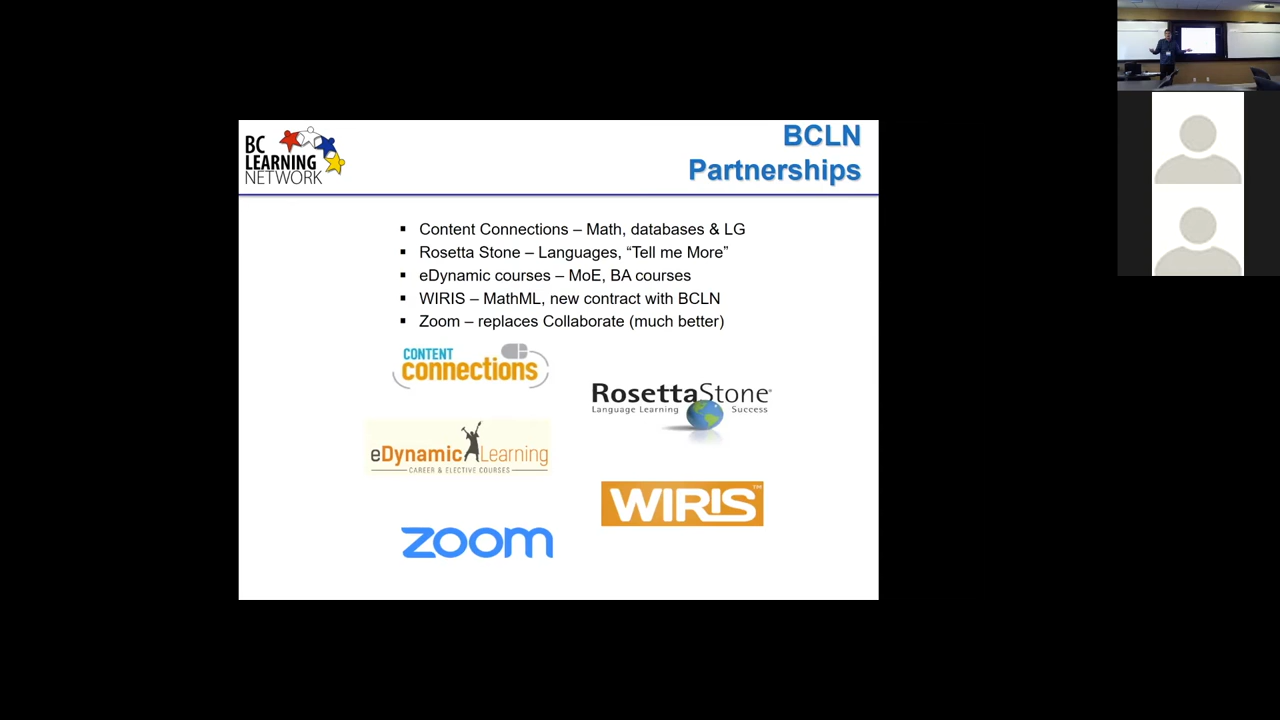 BC
LEARNING
NETWORK
BCLN
Partnerships
▪ Content Connections – Math, databases & LG
▪ Rosetta Stone – Languages, “Tell me More”
▪ eDynamic courses – MoE, BA courses
▪ WIRIS – MathML, new contract with BCLN
▪ Zoom – replaces Collaborate (much better)
CONTENT
connections
RosettaStone®
Language Learning Success
eDynamic Learning
CAREER & ELECTIVE COURSES
WIRIS™
zoom